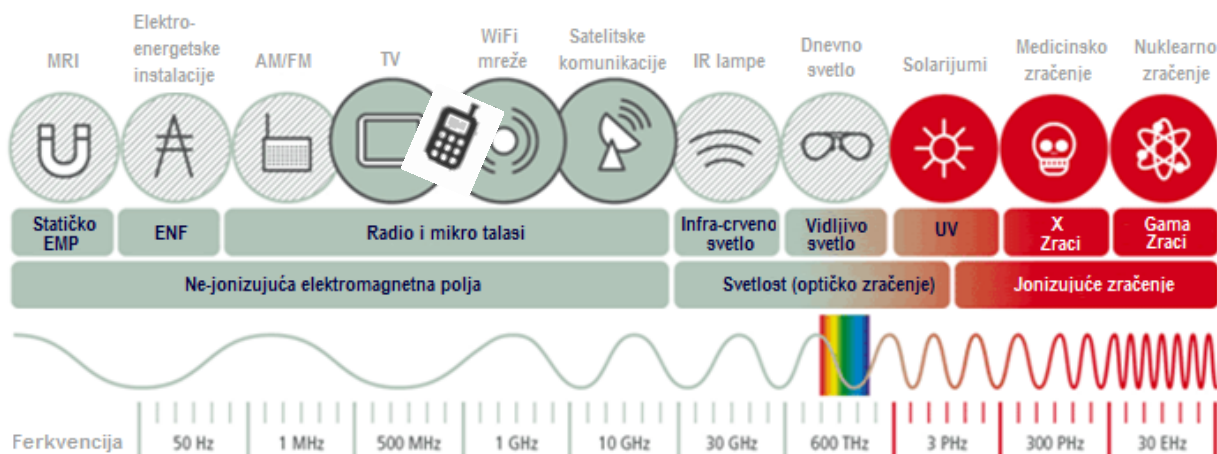 MRI
Elektro-
energetske
instalacije
AM/FM
TV
WiFi
mreže
Satelitske
komunikacije
IR lampe
Dnevno
svetlo
Solarijumi
Medicinsko
zračenje
Nuklearno
zračenje
Statičko
EMP
ENF
Radio i mikro talasi
Infra-crveno
svetlo
Vidljivo
svetlo
UV
X
Zraci
Gama
Zraci
Ne-jonizujuća elektromagnetna polja
Svetlost (optičko zračenje)
Jonizujuće zračenje
Ferkvencija
50 Hz
1 MHz
500 MHz
1 GHz
10 GHz
30 GHz
600 THz
3 PHz
300 PHz
30 EHz